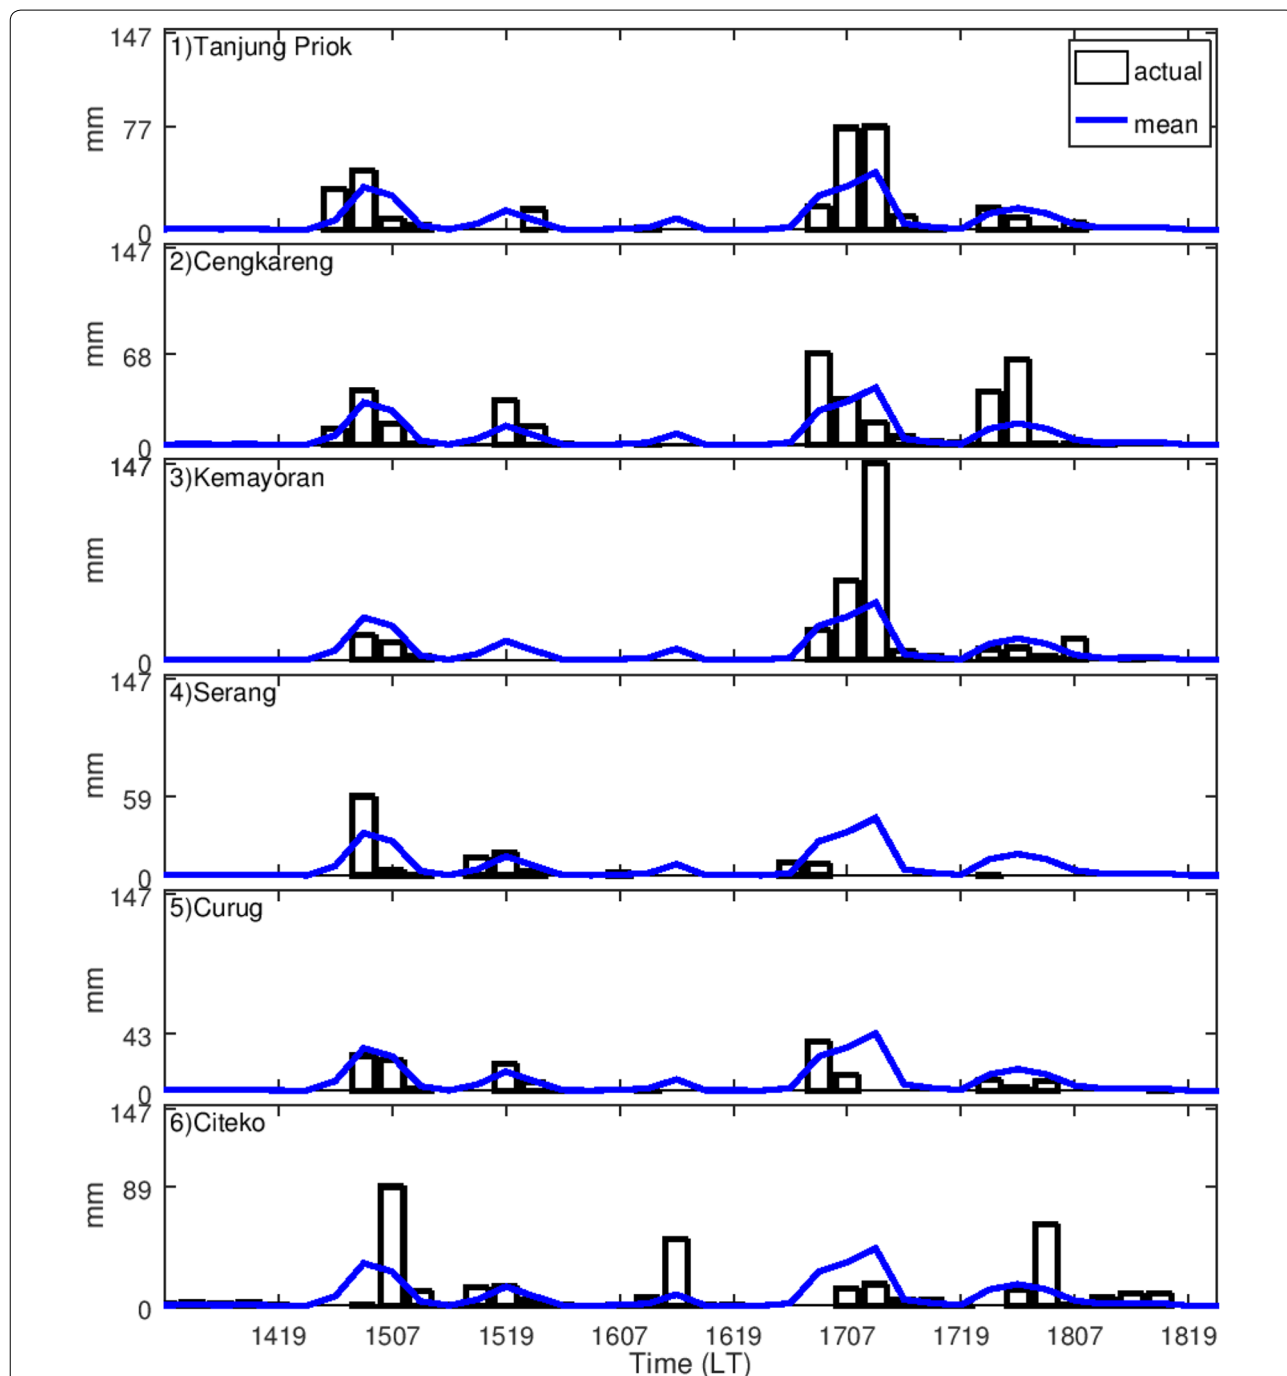 147
1)Tanjung Priok
actual
mean
mm
77
0
147
2)Cengkareng
mm
68
0
147
3)Kemayoran
mm
0
147
4)Serang
mm
59
0
147
5)Curug
mm
43
0
147
6)Citeko
mm
89
0
1419 1507 1519 1607 1619 1707 1719 1807 1819
Time (LT)